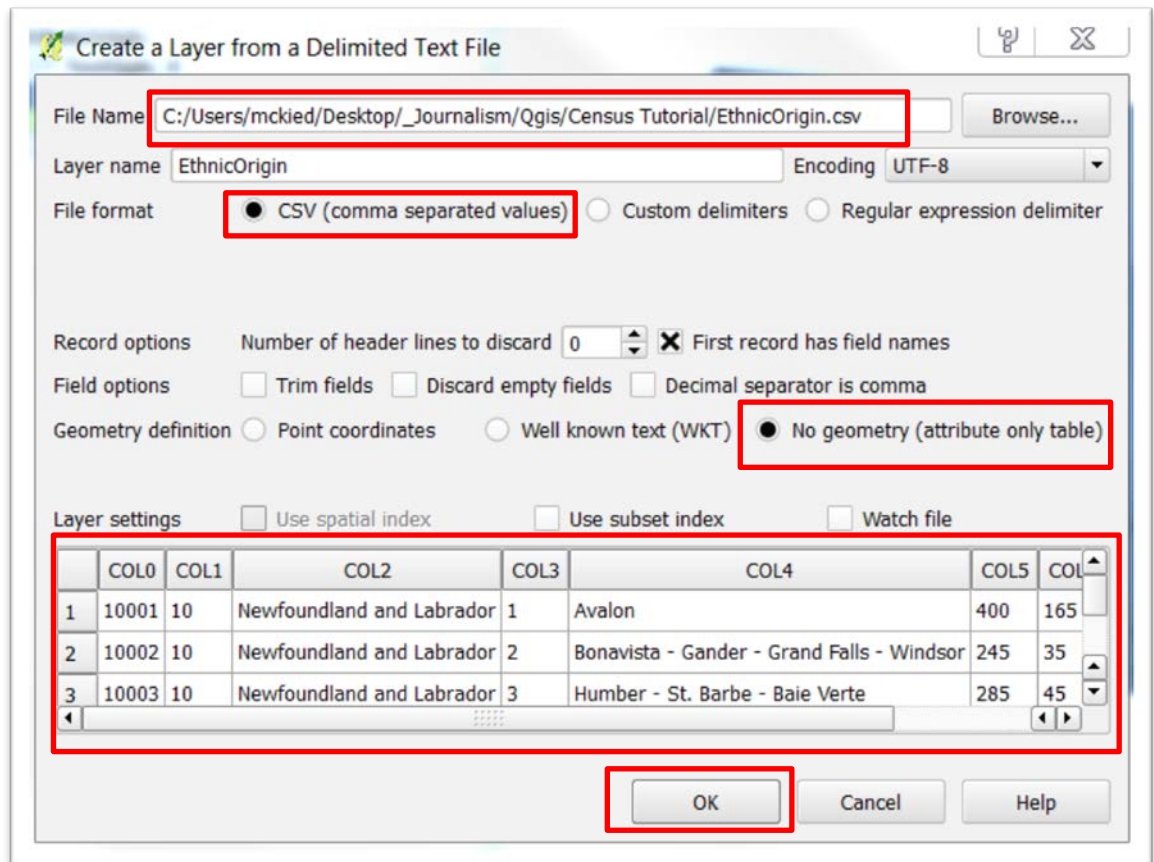 Create a Layer from a Delimited Text File
File Name C:/Users/mckied/Desktop/_Journalism/Qgis/Census Tutorial/EthnicOrigin.csv Browse...
Layer name EthnicOrigin Encoding UTF-8
File format CSV (comma separated values) Custom delimiters Regular expression delimiter
Record options Number of header lines to discard 0 First record has field names
Field options Trim fields Discard empty fields Decimal separator is comma
Geometry definition Point coordinates Well known text (WKT) No geometry (attribute only table)
Layer settings Use spatial index Use subset index Watch file
COL0 COL1 COL2 COL3 COL4 COL5 COL
1 10001 10 Newfoundland and Labrador 1 Avalon 400 165
2 10002 10 Newfoundland and Labrador 2 Bonavista - Gander - Grand Falls - Windsor 245 35
3 10003 10 Newfoundland and Labrador 3 Humber - St. Barbe - Baie Verte 285 45
OK Cancel Help